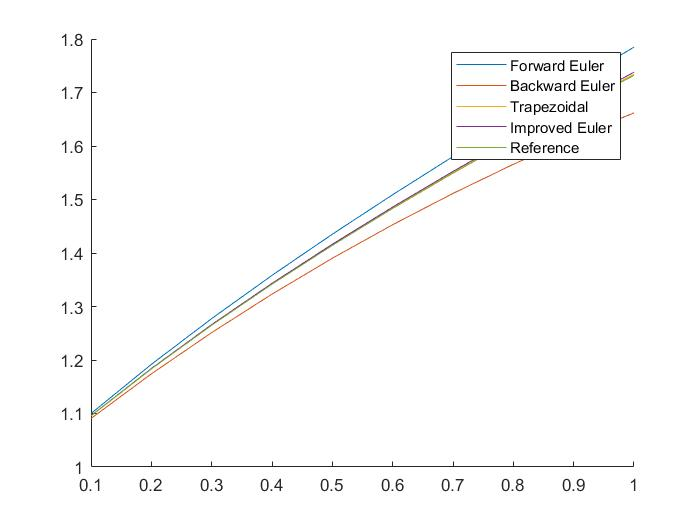 1.8
1.7
1.6
1.5
1.4
1.3
1.2
1.1
1
0.1 0.2 0.3 0.4 0.5 0.6 0.7 0.8 0.9 1
Forward Euler
Backward Euler
Trapezoidal
Improved Euler
Reference